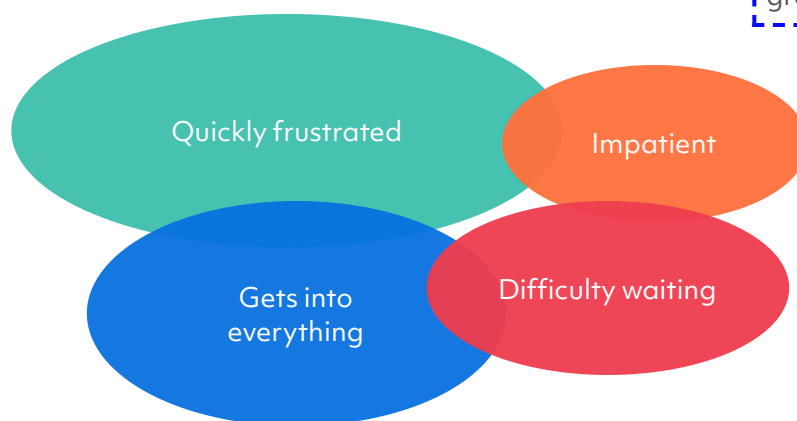 Quickly frustrated
Impatient
Gets into
everything
Difficulty waiting